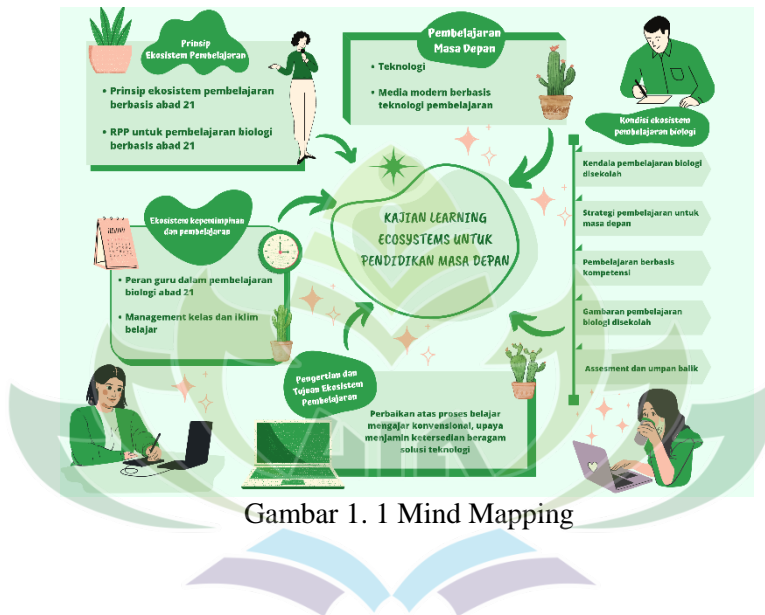 Prinsip
Ekosistem Pembelajaran
• Prinsip ekosistem pembelajaran
berbasis abad 21
• RPP untuk pembelajaran biologi
berbasis abad 21
Pembelajaran
Masa Depan
• Teknologi
• Media modern berbasis
teknologi pembelajaran
Kondisi ekosistem
pembelajaran biologi
Kendala pembelajaran biologi
disekolah
Strategi pembelajaran untuk
masa depan
Pembelajaran berbasis
kompetensi
Gambaran pembelajaran
biologi disekolah
Assesment dan umpan balik
Ekosistem kepemimpinan
dan pembelajaran
• Peran guru dalam pembelajaran
biologi abad 21
• Management kelas dan iklim
belajar
KAJIAN LEARNING
ECOSYSTEMS UNTUK
PENDIDIKAN MASA DEPAN
Pengertian dan
Tujuan Ekosistem
Pembelajaran
Perbaikan atas proses belajar
mengajar konvensional, upaya
menjamin ketersedian beragam
solusi teknologi
Gambar 1. 1 Mind Mapping